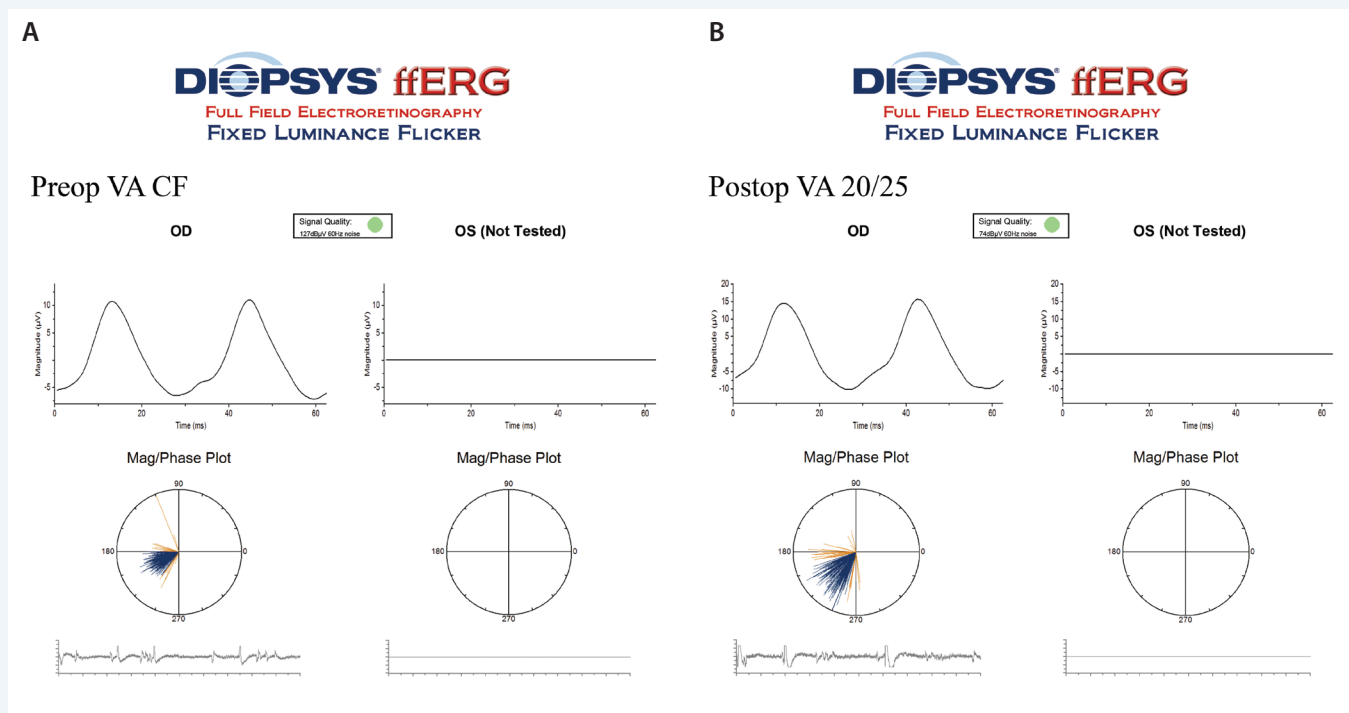 A
DIOPSYS® ffERG
FULL FIELD ELECTRORETINOGRAPHY
FIXED LUMINANCE FLICKER
Preop VA CF
OD
Signal Quality:
127dBµV 60Hz noise
OS (Not Tested)
Magnitude (µV)
10
5
-5
0
20
40
60
Time (ms)
Magnitude (µV)
10
5
-5
0
20
40
60
Time (ms)
Mag/Phase Plot
90
180
0
270
Mag/Phase Plot
90
180
0
270
B
DIOPSYS® ffERG
FULL FIELD ELECTRORETINOGRAPHY
FIXED LUMINANCE FLICKER
Postop VA 20/25
OD
Signal Quality:
74dBµV 60Hz noise
OS (Not Tested)
Magnitude (µV)
20
15
10
5
-5
-10
0
20
40
60
Time (ms)
Magnitude (µV)
20
15
10
5
-5
-10
0
20
40
60
Time (ms)
Mag/Phase Plot
90
180
0
270
Mag/Phase Plot
90
180
0
270